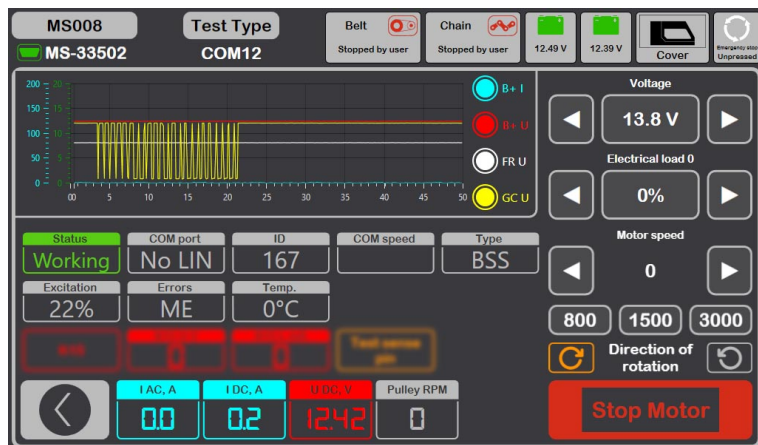 MS008
Test Type
Belt
Chain
MS-33502
COM12
Stopped by user
Stopped by user
12.49 V
12.39 V
Cover
Emergency stop
Unpressed
200
20
150
15
100
10
50
5
0
0
00
5
10
15
20
25
30
35
40
45
50
B+ I
B+ U
FR U
GC U
Voltage
13.8 V
Electrical load 0
0%
Motor speed
0
800
1500
3000
Direction of
rotation
Stop Motor
Status
COM port
ID
COM speed
Type
Working
No LIN
167
BSS
Excitation
Errors
Temp.
22%
ME
0°C
Test sense
pin
I AC, A
I DC, A
U DC, V
Pulley RPM
0.0
0.2
12.42
0